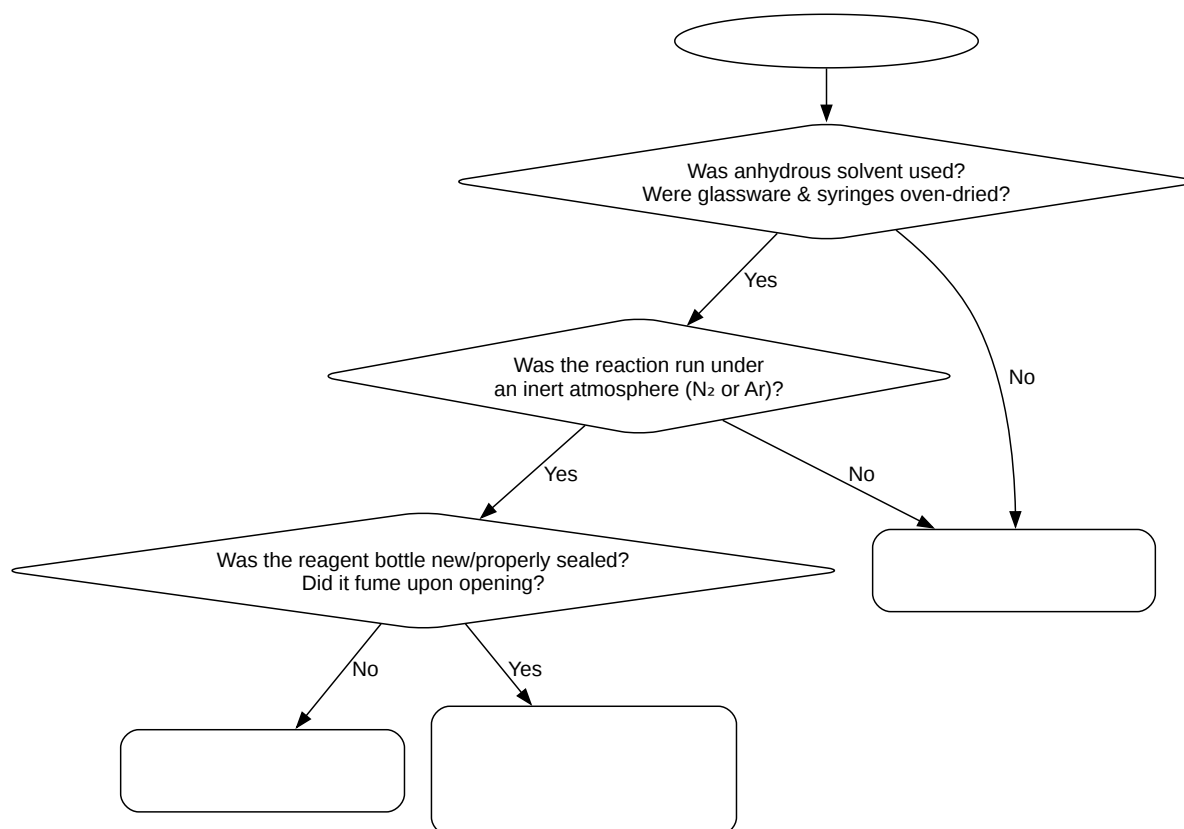 Was anhydrous solvent used?
Were glassware & syringes oven-dried?
Yes
No
Was the reaction run under
an inert atmosphere (N₂ or Ar)?
Yes
No
Was the reagent bottle new/properly sealed?
Did it fume upon opening?
No
Yes